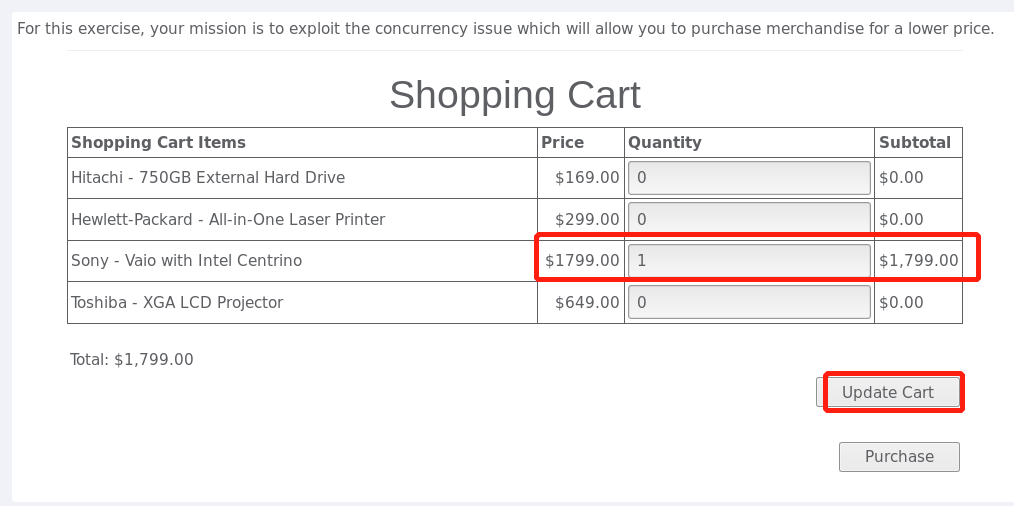 For this exercise, your mission is to exploit the concurrency issue which will allow you to purchase merchandise for a lower price.
Shopping Cart
Shopping Cart Items Price Quantity Subtotal
Hitachi - 750GB External Hard Drive $169.00 0 $0.00
Hewlett-Packard - All-in-One Laser Printer $299.00 0 $0.00
Sony - Vaio with Intel Centrino $1799.00 1 $1,799.00
Toshiba - XGA LCD Projector $649.00 0 $0.00
Total: $1,799.00
Update Cart
Purchase